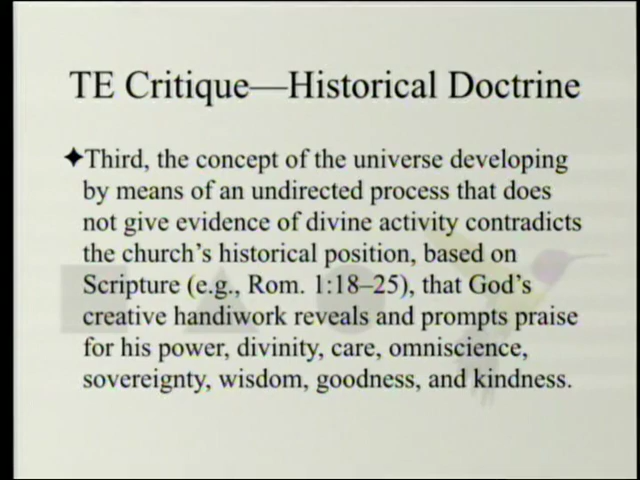 TE Critique—Historical Doctrine
✦Third, the concept of the universe developing
by means of an undirected process that does
not give evidence of divine activity contradicts
the church's historical position, based on
Scripture (e.g., Rom. 1:18–25), that God's
creative handiwork reveals and prompts praise
for his power, divinity, care, omniscience,
sovereignty, wisdom, goodness, and kindness.